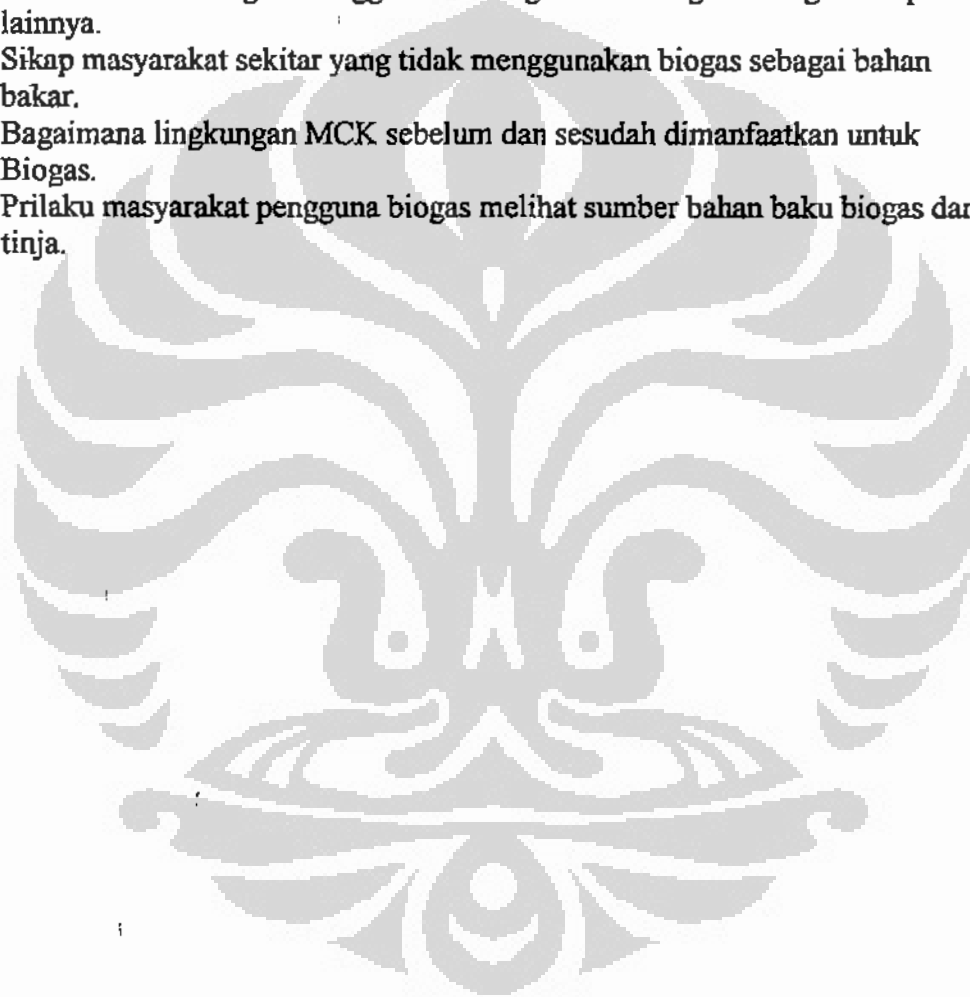 lainnya.
Sikap masyarakat sekitar yang tidak menggunakan biogas sebagai bahan
bakar.
Bagaimana lingkungan MCK sebelum dan sesudah dimanfaatkan untuk
Biogas.
Prilaku masyarakat pengguna biogas melihat sumber bahan baku biogas dar
tinja.